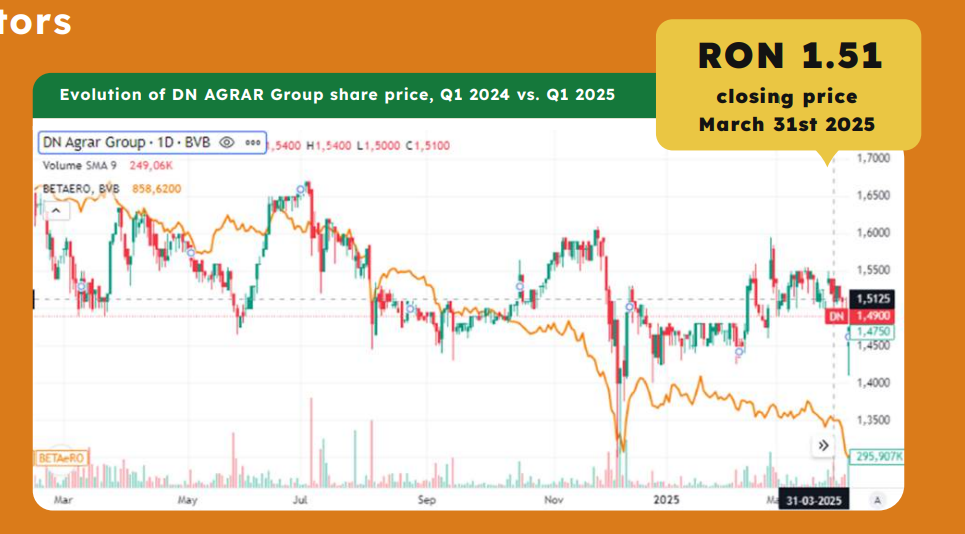 tors
RON 1.51
closing price
March 31st 2025
Evolution of DN AGRAR Group share price, Q1 2024 vs. Q1 2025
DN Agrar Group · 1D · BVB ,5400 H1,5400 L1,5000 C1,5100
Volume SMA 9 249,06K
BETAERO, BVB 858,6200
1,7000
1,6500
1,6000
1,5500
1,5125
DN 1,4900
1,4750
1,4500
1,4000
1,3500
BETAeRO
295,907K
Mar May Jul Sep Nov 2025 Ma 31-03-2025 A